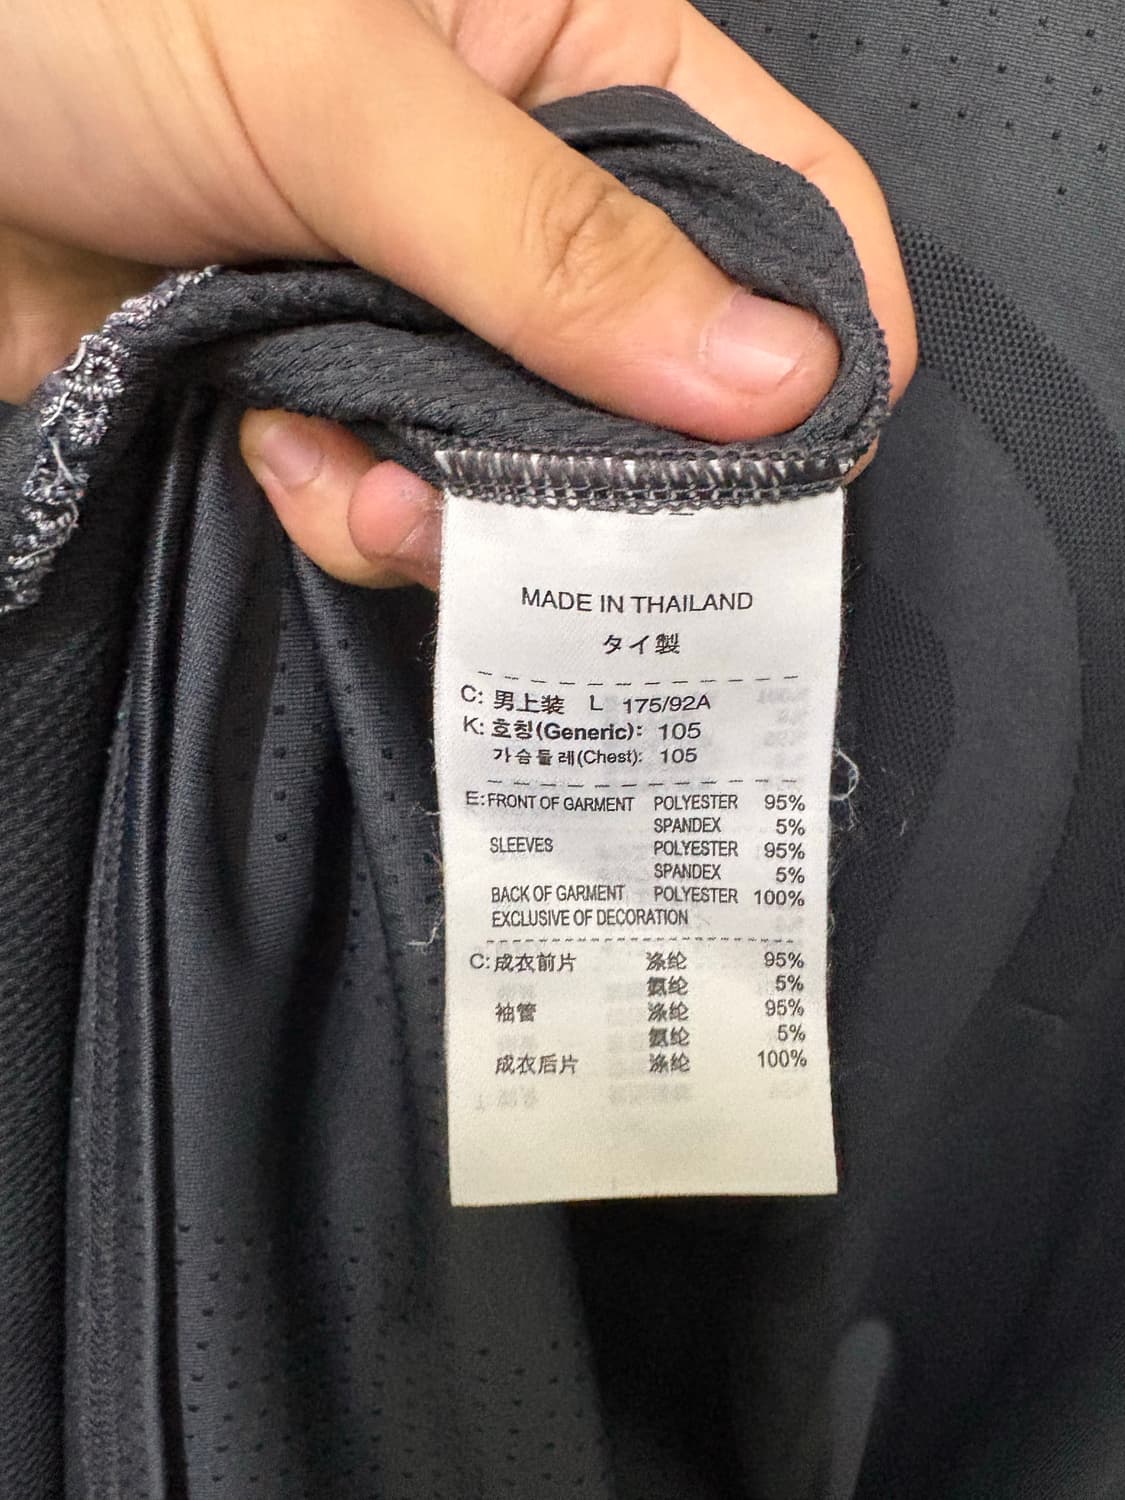 MADE IN THAILAND
タイ製
C: 男上装 L 175/92A
K: 호칭(Generic): 105
가슴둘레(Chest): 105
E: FRONT OF GARMENT POLYESTER 95%
SPANDEX 5%
SLEEVES POLYESTER 95%
SPANDEX 5%
BACK OF GARMENT POLYESTER 100%
EXCLUSIVE OF DECORATION
C: 成衣前片 涤纶 95%
氨纶 5%
袖管 涤纶 95%
氨纶 5%
成衣后片 涤纶 100%